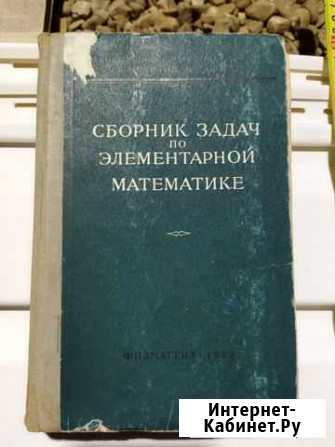 СБОРНИК ЗАДАЧ
ПО
ЭЛЕМЕНТАРНОЙ
МАТЕМАТИКЕ
ФИЗМАТГИЗ
Интернет-
Кабинет.Ру